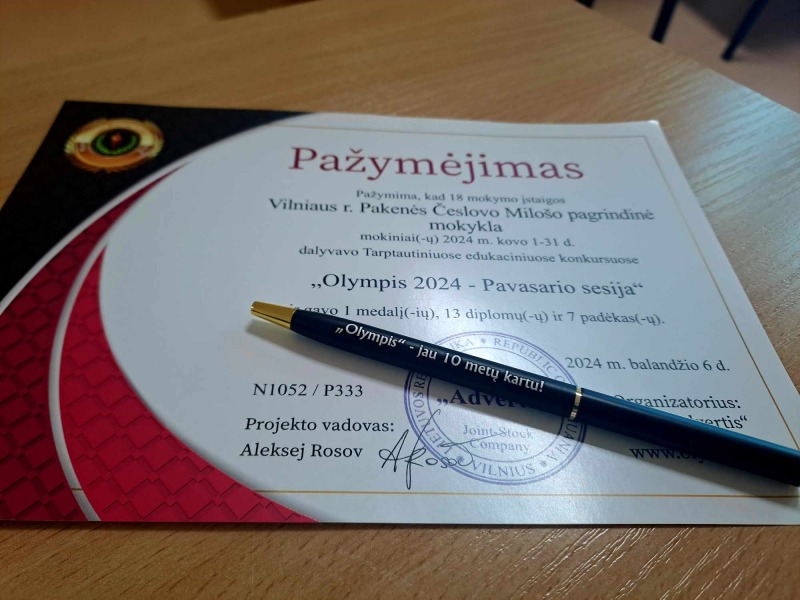 Pažymėjimas
Pažymima, kad 18 mokymo įstaigos
Vilniaus r. Pakenės Česlovo Milošo pagrindinė
mokykla
mokiniai(-ų) 2024 m. kovo 1-31 d.
dalyvavo Tarptautiniuose edukaciniuose konkursuose
„Olympis 2024 - Pavasario sesija“
gavo 1 medalį(-ių), 13 diplomų(-ų) ir 7 padėkas(-ų).
„Olympis“ - jau 10 metų kartu!
2024 m. balandžio 6 d.
N1052 / P333
Organizatorius:
Projekto vadovas:
Aleksej Rosov
REPUBLIC
Joint-Stock
Company
VILNIUS